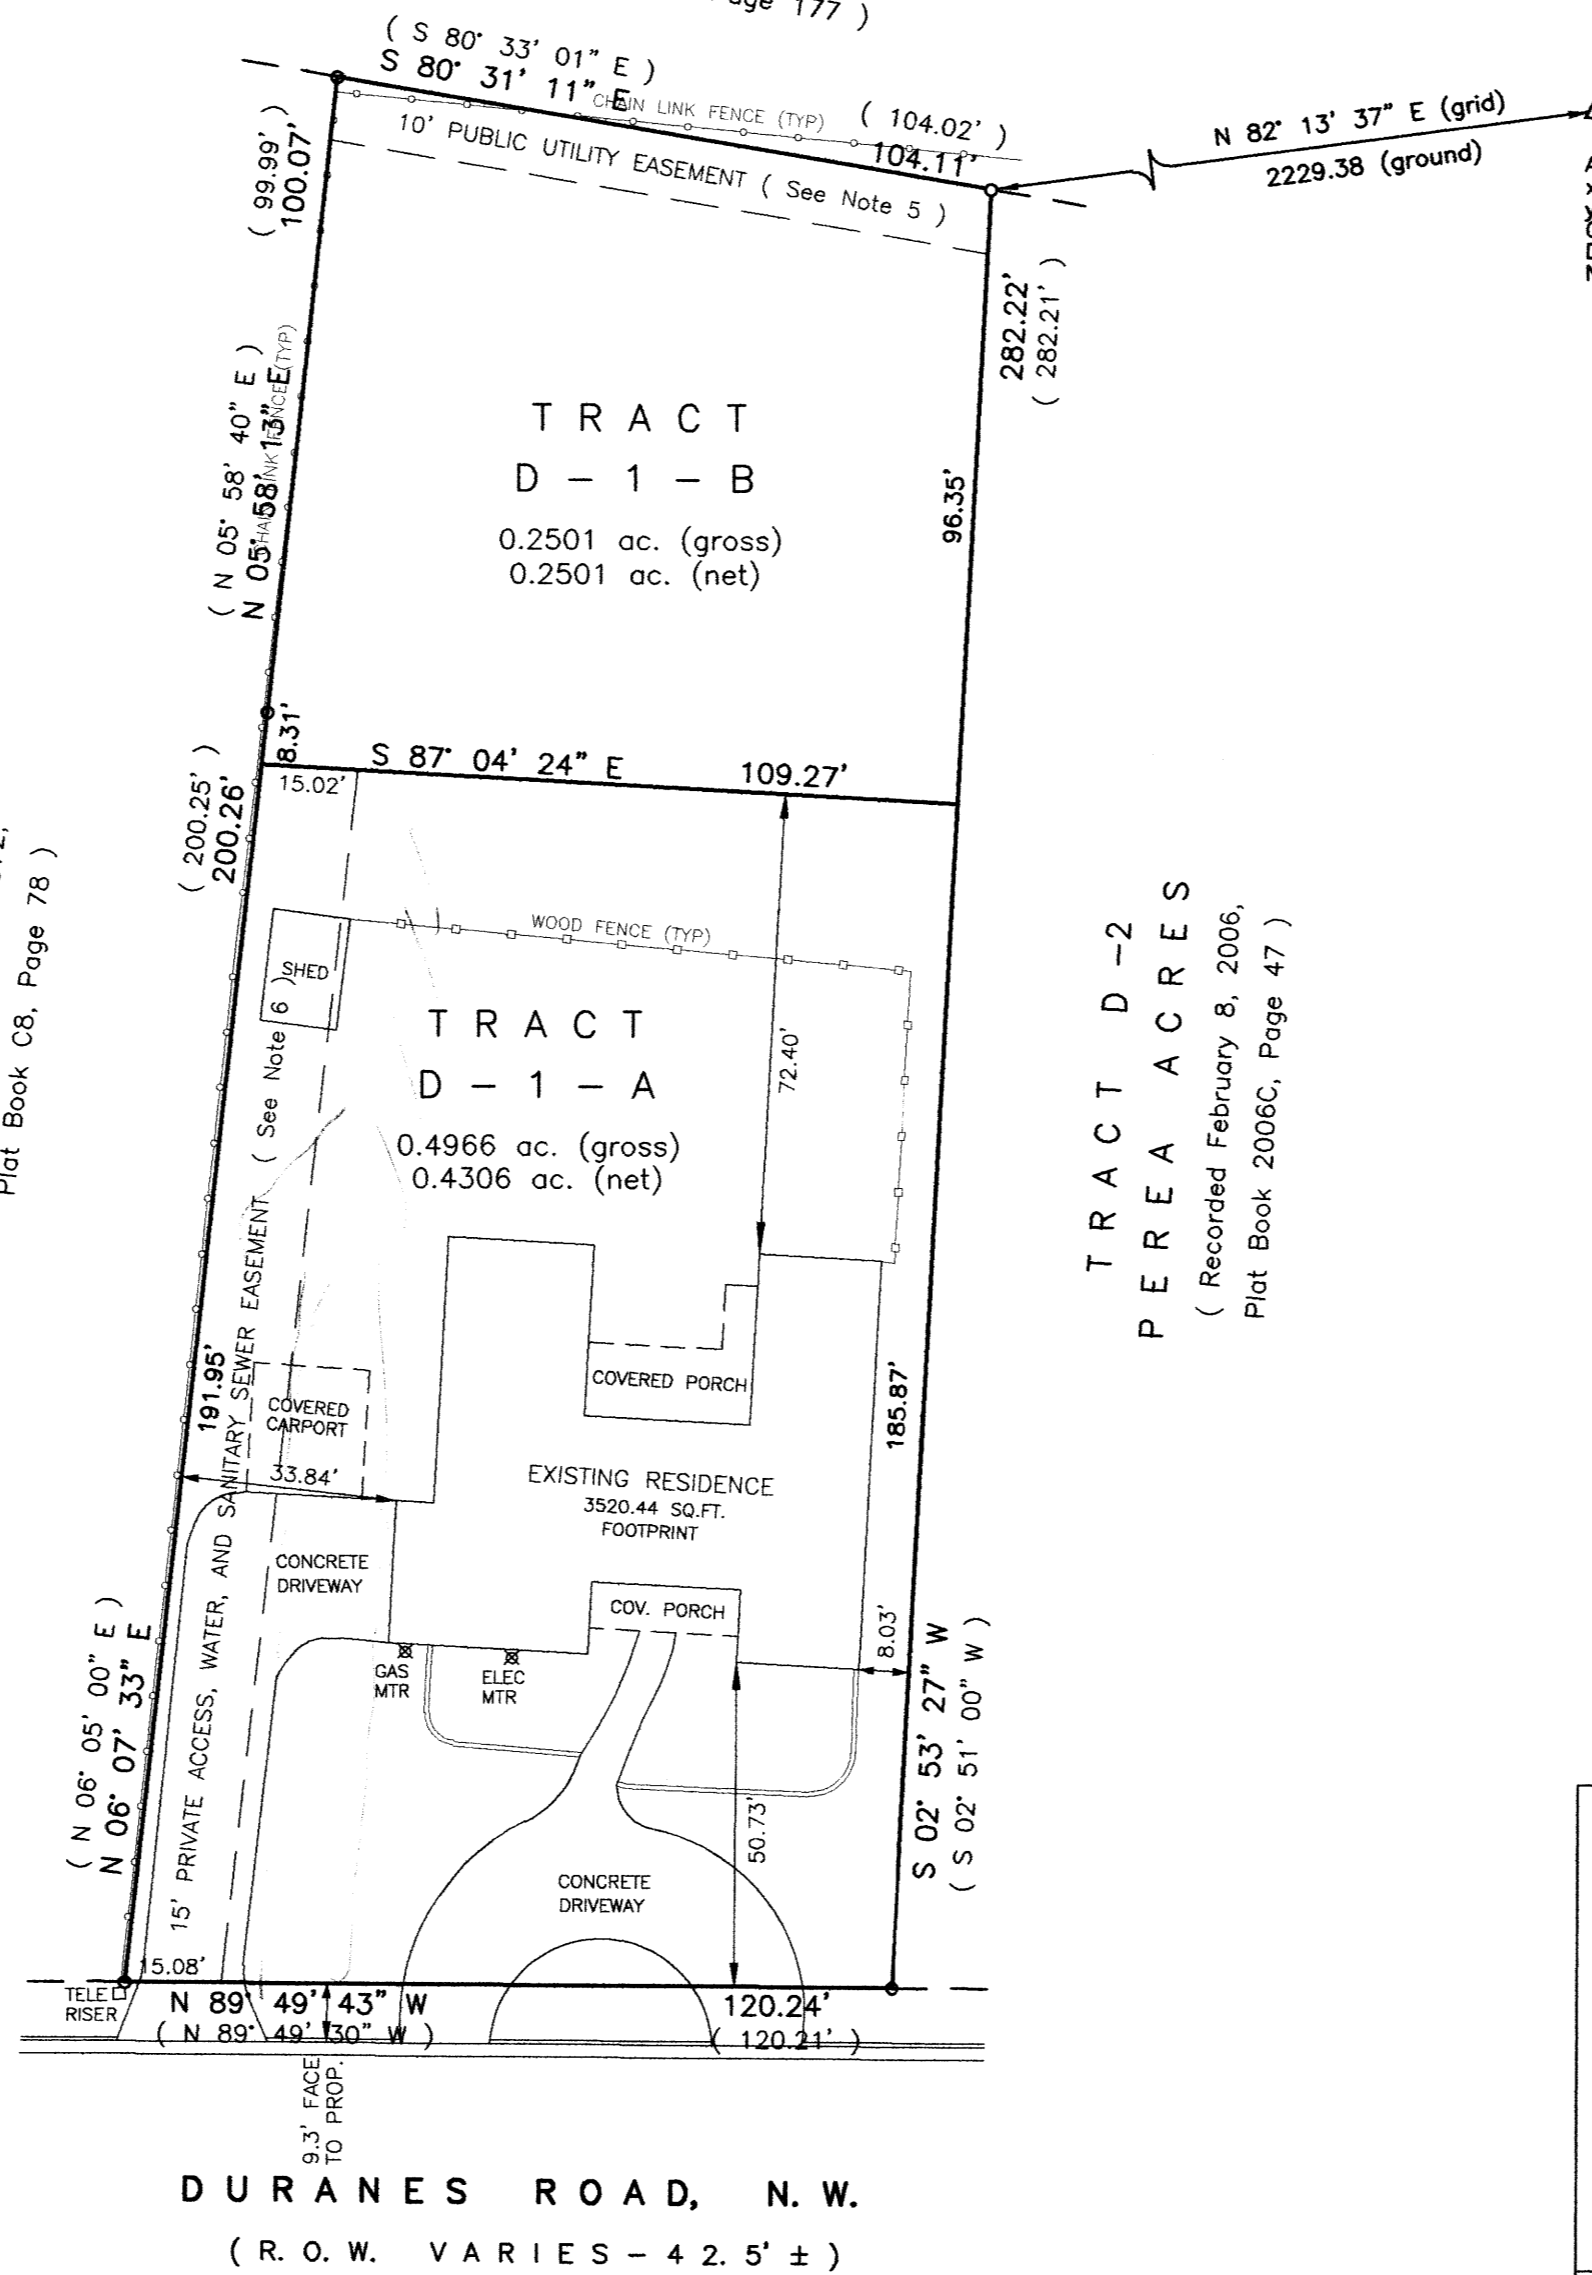 Page 177 )
( S 80° 33' 01" E )
S 80° 31' 11" E
CHAIN LINK FENCE (TYP)
( 104.02' )
104.11'
10' PUBLIC UTILITY EASEMENT ( See Note 5 )
N 82° 13' 37" E (grid)
2229.38 (ground)
( 99.99' )
100.07'
282.22'
( 282.21' )
( N 05° 58' 40" E )
N 05° 58' 13" E
CHAIN LINK FENCE (TYP)
TRACT
D - 1 - B
0.2501 ac. (gross)
0.2501 ac. (net)
96.35'
8.31'
S 87° 04' 24" E
109.27'
15.02'
( 200.25' )
200.26'
Plat Book C8, Page 78 )
WOOD FENCE (TYP)
SHED
TRACT
D - 1 - A
0.4966 ac. (gross)
0.4306 ac. (net)
72.40'
TRACT D-2
PEREA ACRES
( Recorded February 8, 2006,
Plat Book 2006C, Page 47 )
15' PRIVATE ACCESS, WATER, AND SANITARY SEWER EASEMENT ( See Note 6 )
191.95'
COVERED
CARPORT
33.84'
COVERED PORCH
185.87'
EXISTING RESIDENCE
3520.44 SQ.FT.
FOOTPRINT
CONCRETE
DRIVEWAY
COV. PORCH
8.03'
GAS
MTR
ELEC
MTR
( N 06° 05' 00" E )
N 06° 07' 33" E
S 02° 53' 27" W
( S 02° 51' 00" W )
50.73'
CONCRETE
DRIVEWAY
15.08'
TELE
RISER
N 89° 49' 43" W
120.24'
( N 89° 49' 30" W )
( 120.21' )
9.3' FACE
TO PROP.
DURANES ROAD, N.W.
( R.O.W. VARIES - 42.5' ± )